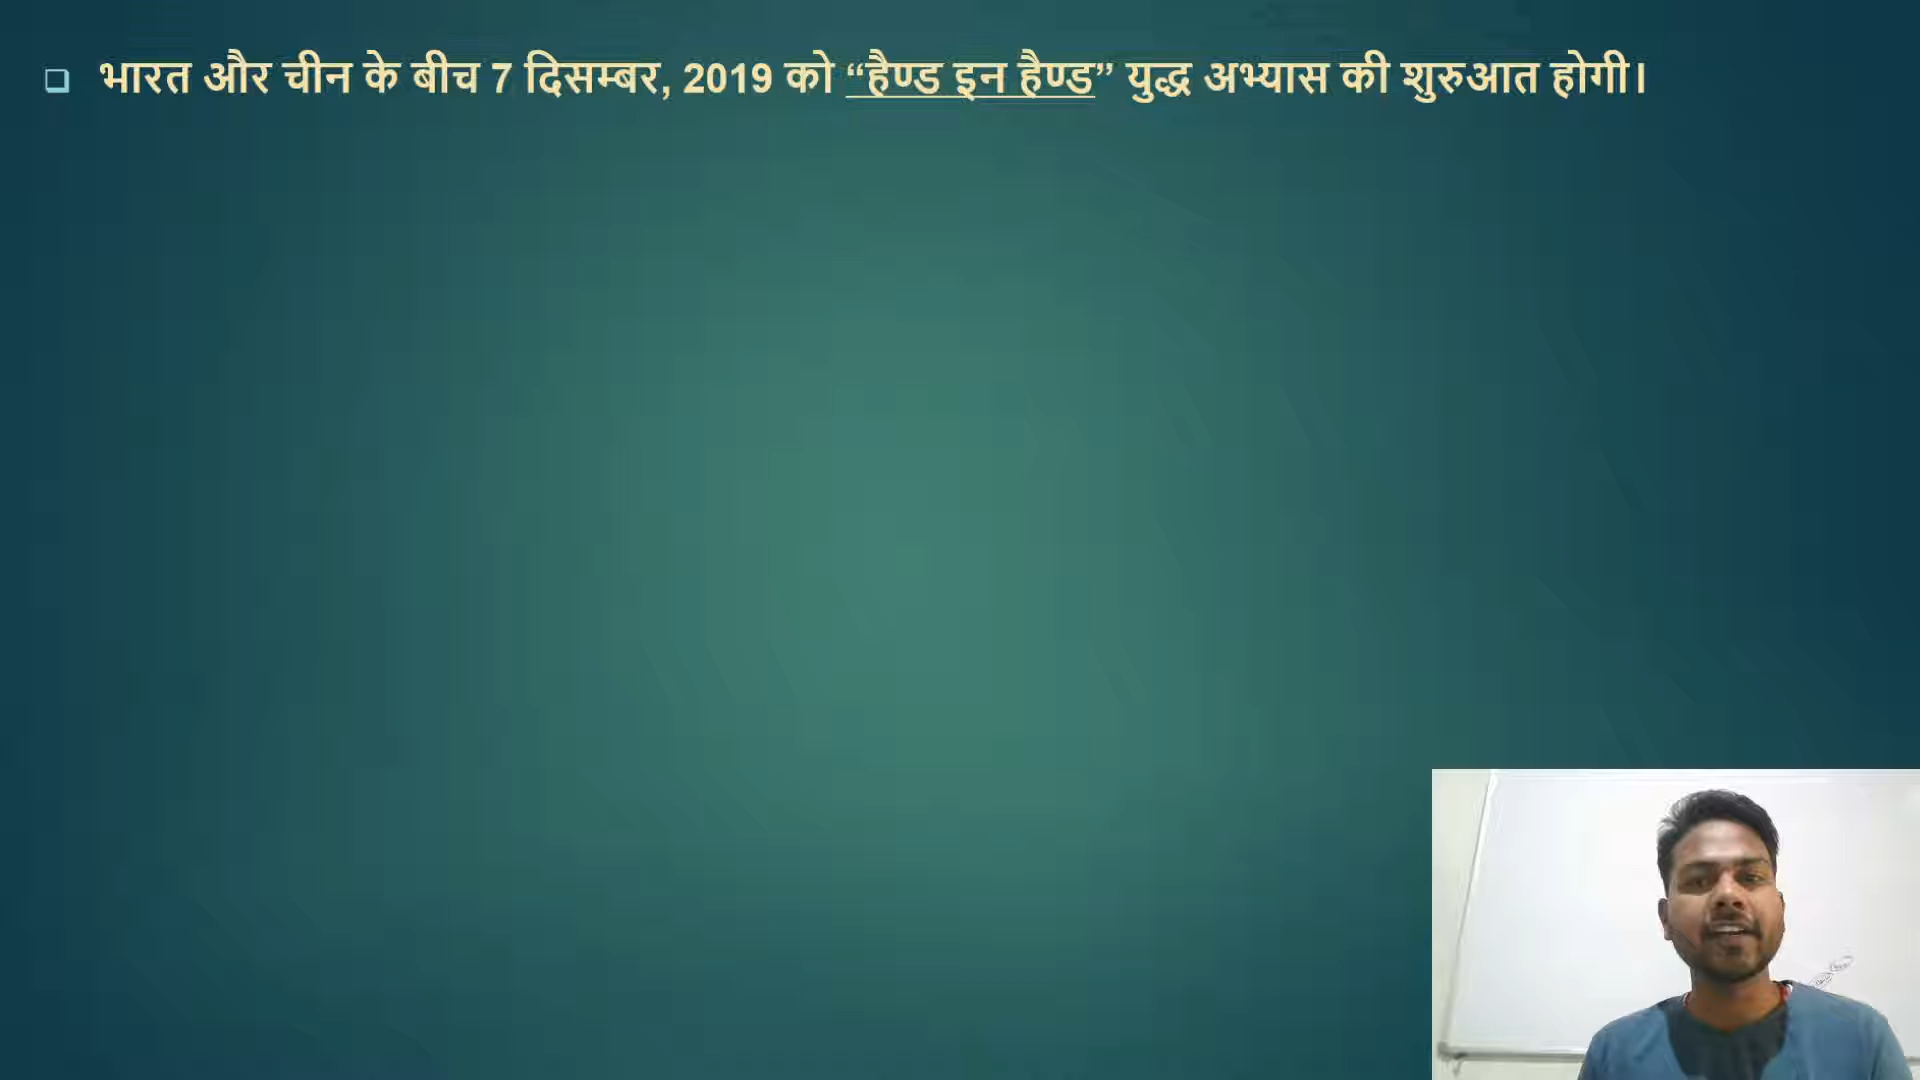 भारत और चीन के बीच 7 दिसम्बर, 2019 को “हैण्ड इन हैण्ड” युद्ध अभ्यास की शुरुआत होगी।